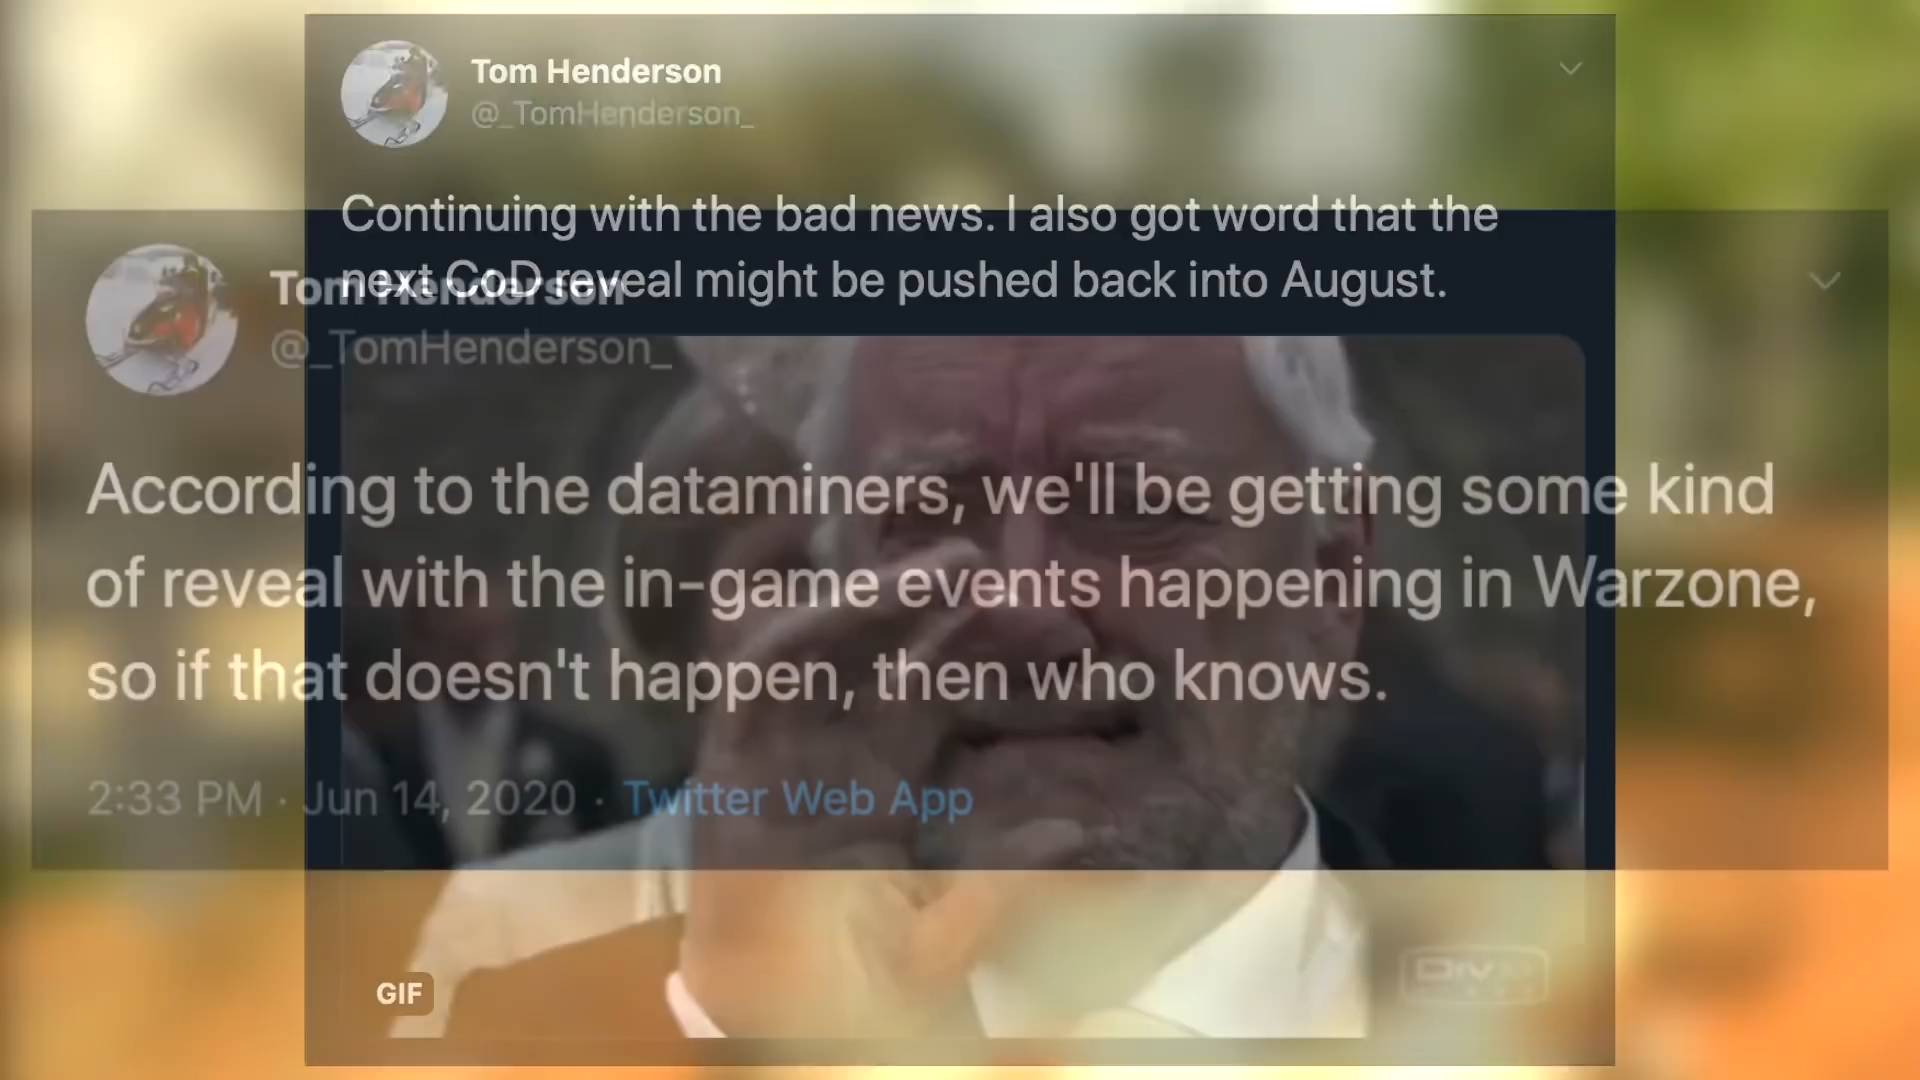 Tom Henderson
@_TomHenderson_
Continuing with the bad news. I also got word that the
next CoD reveal might be pushed back into August.
Tom Henderson
@_TomHenderson_
According to the dataminers, we'll be getting some kind
of reveal with the in-game events happening in Warzone,
so if that doesn't happen, then who knows.
2:33 PM · Jun 14, 2020 · Twitter Web App
GIF